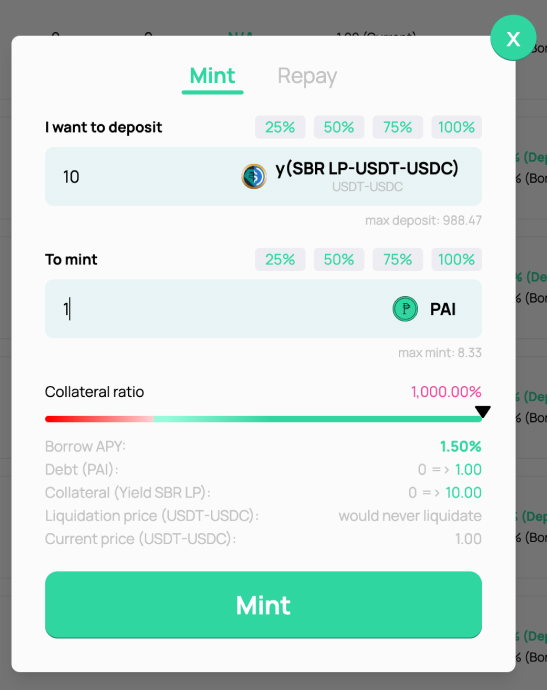 X
Mint Repay
I want to deposit 25% 50% 75% 100%
10 y(SBR LP-USDT-USDC)
USDT-USDC
max deposit: 988.47
To mint 25% 50% 75% 100%
1 PAI
max mint: 8.33
Collateral ratio 1,000.00%
Borrow APY: 1.50%
Debt (PAI): 0 => 1.00
Collateral (Yield SBR LP): 0 => 10.00
Liquidation price (USDT-USDC): would never liquidate
Current price (USDT-USDC): 1.00
Mint